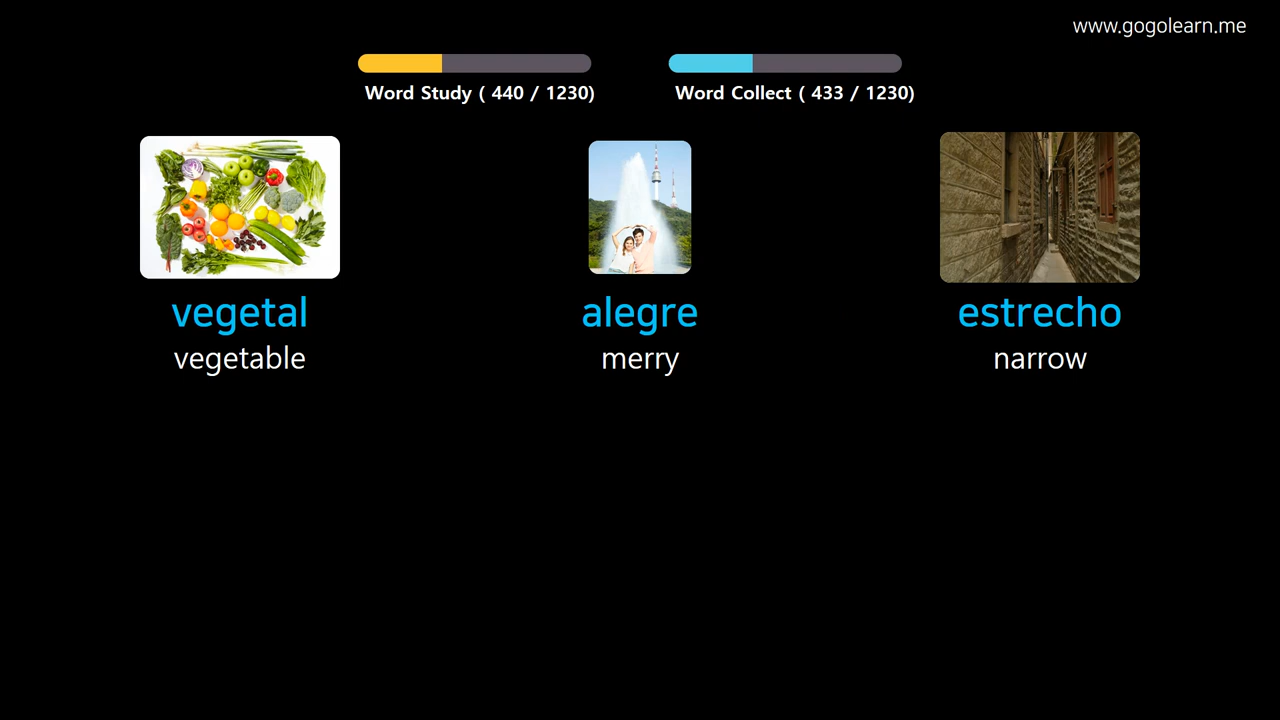 www.gogolearn.me
Word Study ( 440 / 1230)
Word Collect ( 433 / 1230)
vegetal
alegre
estrecho
vegetable
merry
narrow